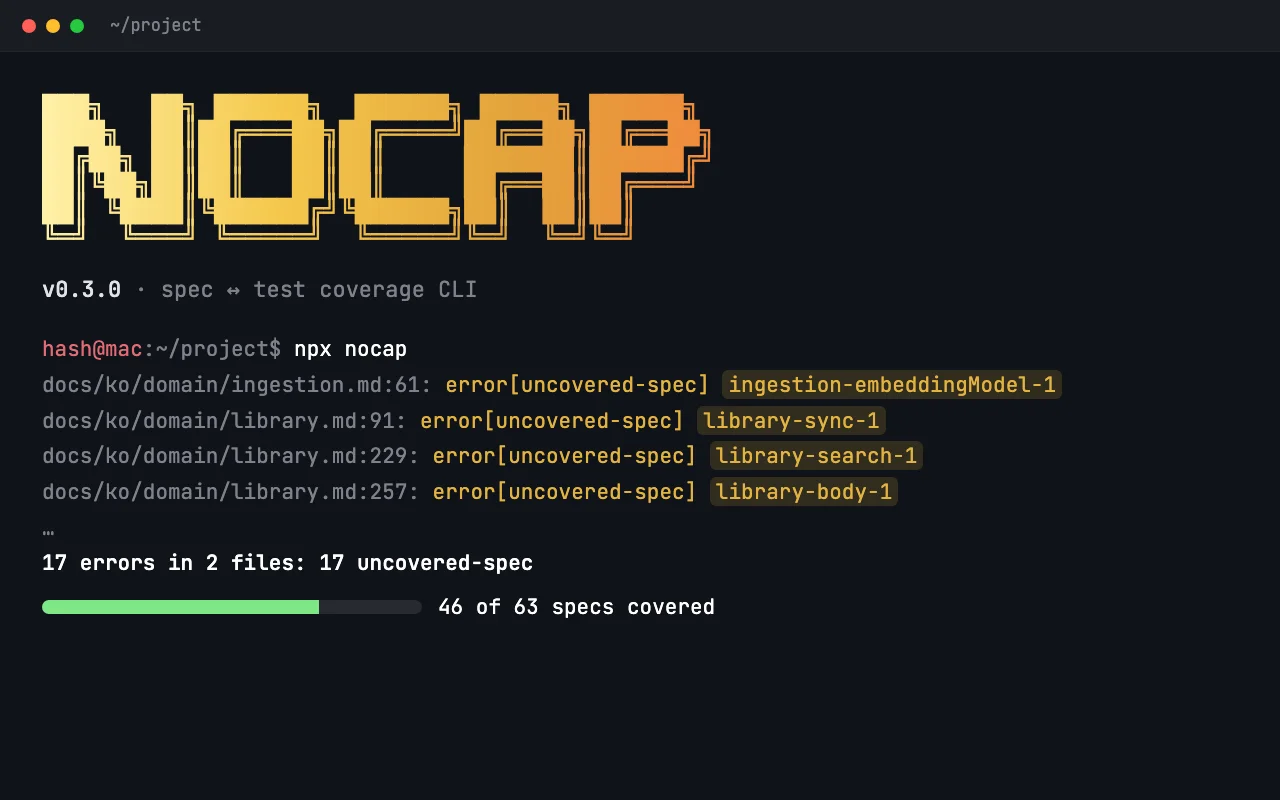 ~/project
NOCAP
v0.3.0 · spec ↔ test coverage CLI
hash@mac:~/project$ npx nocap
docs/ko/domain/ingestion.md:61: error[uncovered-spec] ingestion-embeddingModel-1
docs/ko/domain/library.md:91: error[uncovered-spec] library-sync-1
docs/ko/domain/library.md:229: error[uncovered-spec] library-search-1
docs/ko/domain/library.md:257: error[uncovered-spec] library-body-1
…
17 errors in 2 files: 17 uncovered-spec
46 of 63 specs covered